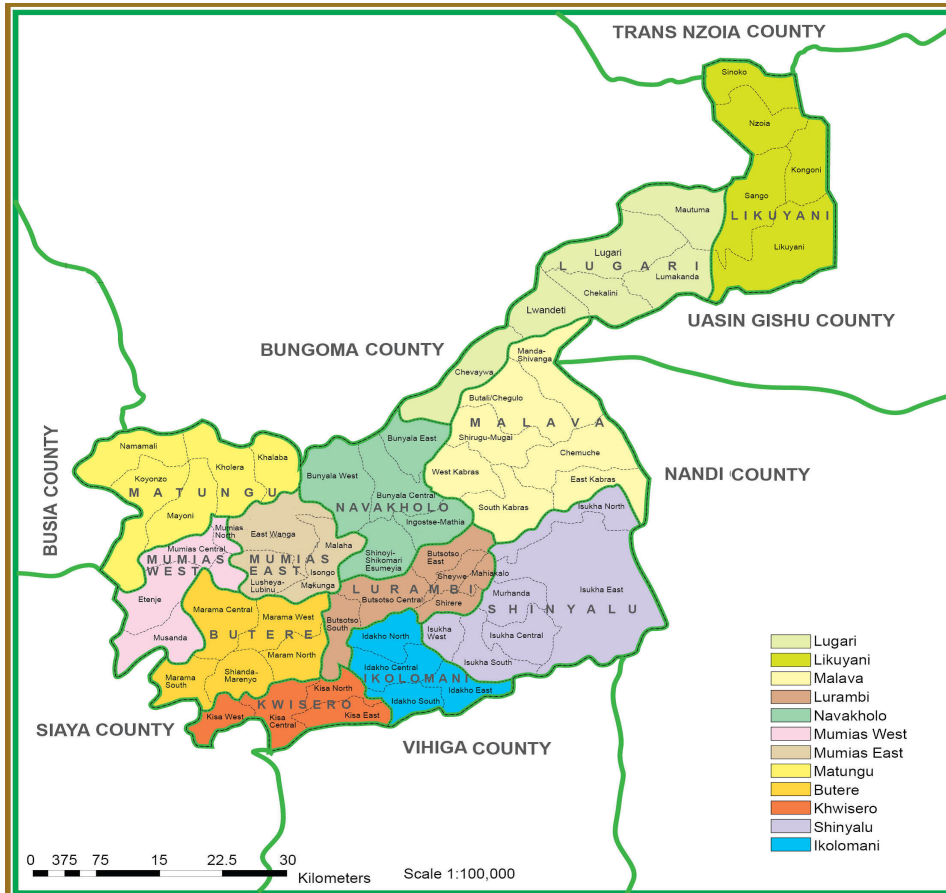 TRANS NZOIA COUNTY
Sinoko
Nzoia
Kongoni
Sango
LIKUYANI
Likuyani
Mautuma
Lugari
LUGARI
Lumakanda
Chekalini
Lwandeti
UASIN GISHU COUNTY
BUNGOMA COUNTY
Manda-
Shivanga
Chevaywa
Butali/Chegulo
MALAVA
Shirugu-Mugai
Chemuche
West Kabras
East Kabras
South Kabras
NANDI COUNTY
BUSIA COUNTY
Namamali
Khalaba
Kholera
Koyonzo
MATUNGU
Mayoni
Bunyala East
Bunyala West
Bunyala Central
NAVAKHOLO
Ingostse-Mathia
Shinoyi-
Shikomari
Esumeyia
Mumias
North
Mumias Central
MUMIAS
WEST
Etenje
Musanda
East Wanga
Malaha
MUMIAS
EAST
Isongo
Lusheya-
Lubinu
Makunga
Butsotso
East
Sheywe
Mahiakalo
LURAMBI
Butsotso Central
Shirere
Butsotso
South
Isukha North
Isukha East
Murhanda
SHINYALU
Isukha
West
Isukha Central
Isukha South
Marama Central
Marama West
BUTERE
Maram North
Marama
South
Shianda-
Marenyo
Idakho North
Idakho Central
IKOLOMANI
Idakho East
Idakho South
Kisa North
KWISERO
Kisa West
Kisa
Central
Kisa East
SIAYA COUNTY
VIHIGA COUNTY
Lugari
Likuyani
Malava
Lurambi
Navakholo
Mumias West
Mumias East
Matungu
Butere
Khwisero
Shinyalu
Ikolomani
0 375 75 15 22.5 30
Kilometers
Scale 1:100,000